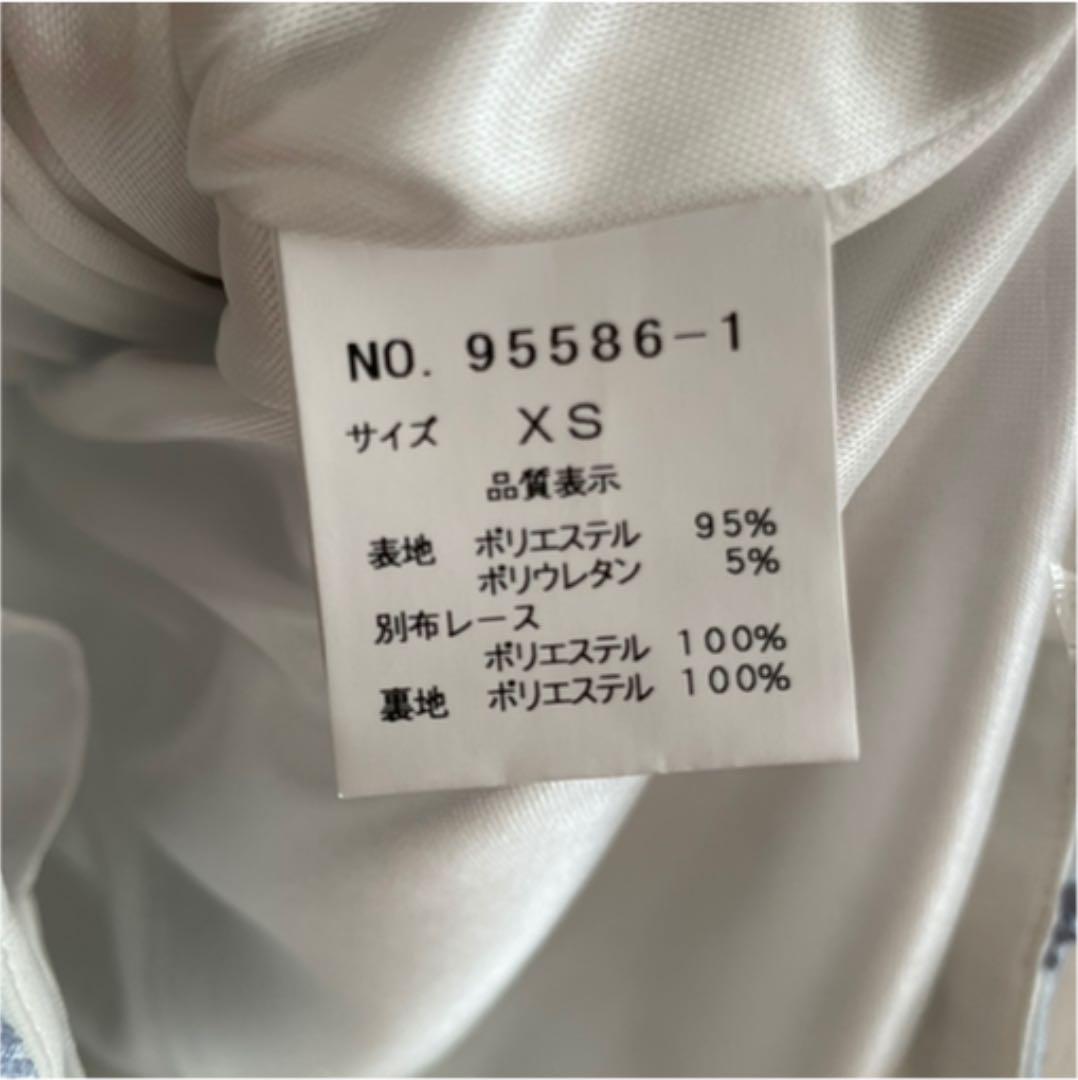 NO. 95586-1
サイズ XS
品質表示
表地 ポリエステル 95%
ポリウレタン 5%
別布レース
ポリエステル 100%
裏地 ポリエステル 100%